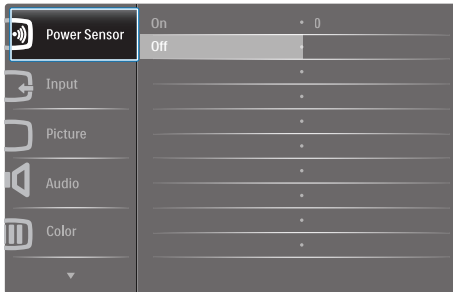 Power Sensor
On • 0
Off •
Input
Picture
Audio
Color